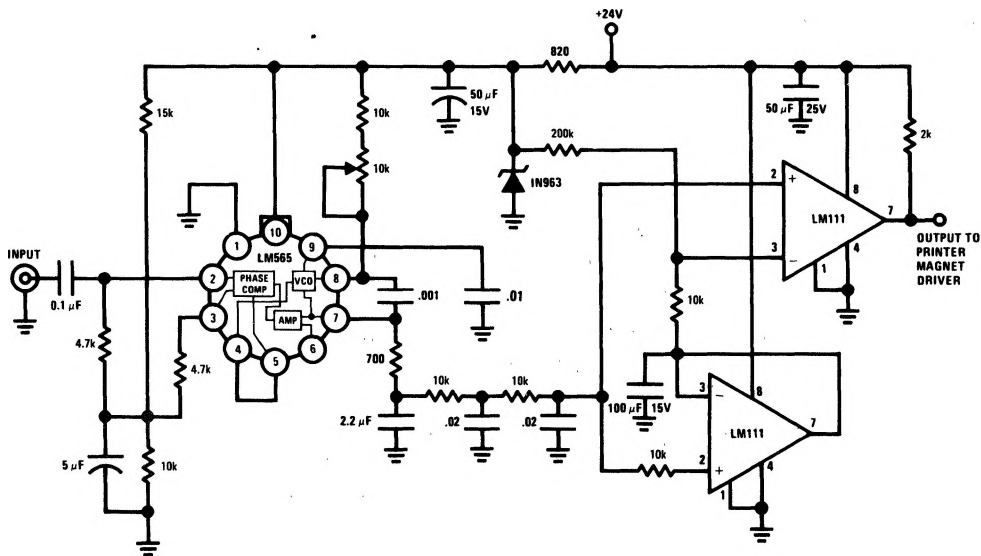 +24V
820
15k
50 µF
15V
10k
10k
50 µF
25V
2k
200k
IN963
2
+
8
LM111
7
3
−
4
1
OUTPUT TO
PRINTER
MAGNET
DRIVER
INPUT
0.1 µF
1
10
9
LM565
2
PHASE
COMP
VCO
8
3
AMP
7
4
5
6
.001
.01
4.7k
4.7k
700
10k
10k
10k
100 µF
15V
3
−
8
LM111
7
2.2 µF
.02
.02
10k
2
+
4
1
5 µF
10k